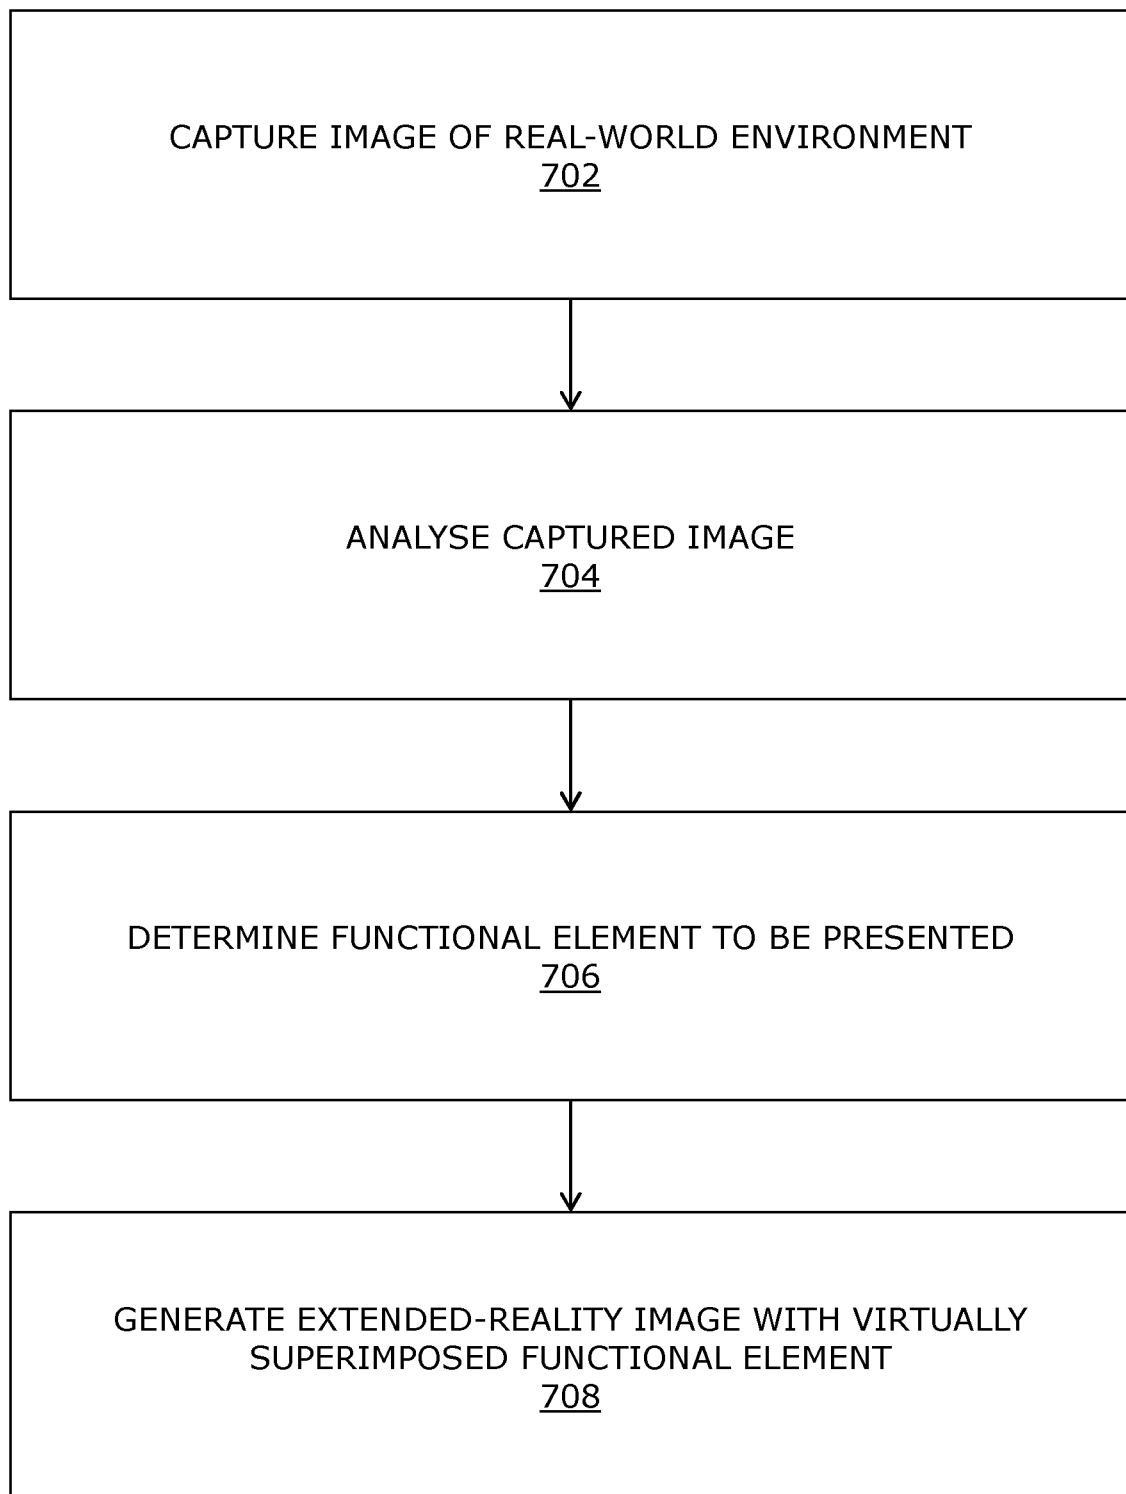 CAPTURE IMAGE OF REAL-WORLD ENVIRONMENT
702
ANALYSE CAPTURED IMAGE
704
DETERMINE FUNCTIONAL ELEMENT TO BE PRESENTED
706
GENERATE EXTENDED-REALITY IMAGE WITH VIRTUALLY
SUPERIMPOSED FUNCTIONAL ELEMENT
708